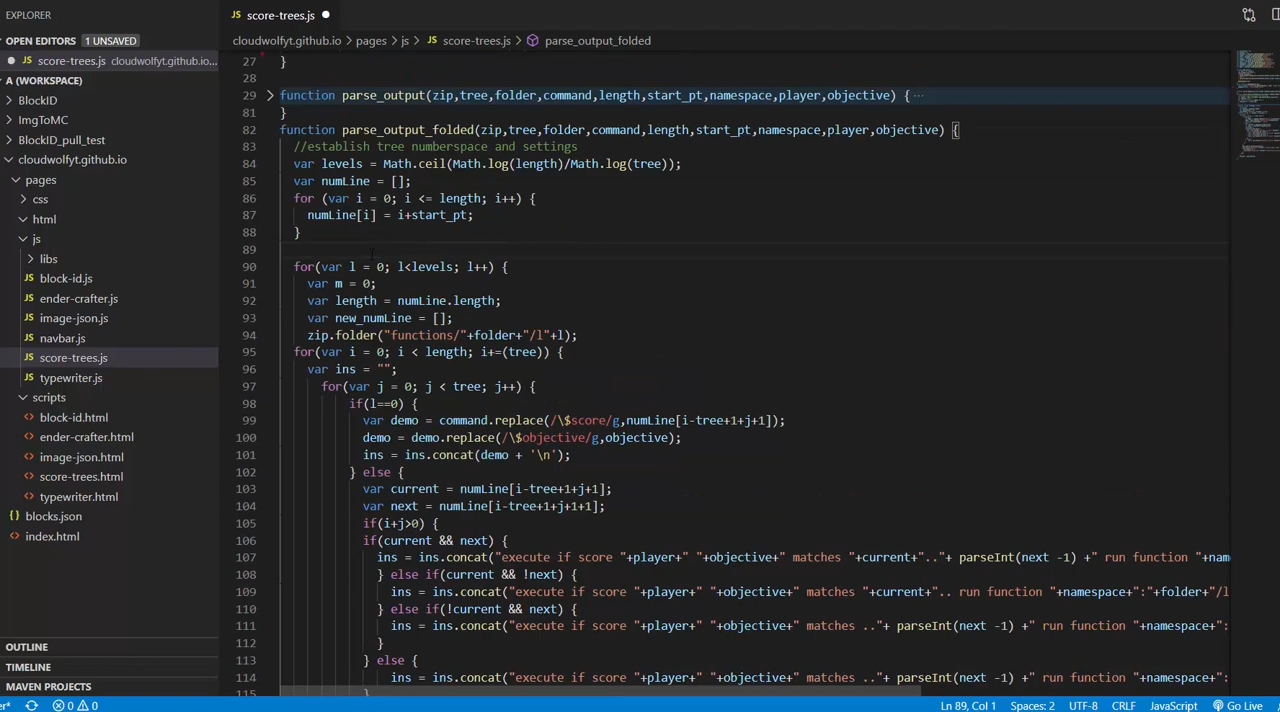 EXPLORER
OPEN EDITORS 1 UNSAVED
score-trees.js cloudwolfyt.github.io...
A (WORKSPACE)
BlockID
ImgToMC
BlockID_pull_test
cloudwolfyt.github.io
pages
css
html
js
libs
JS block-id.js
JS ender-crafter.js
JS image-json.js
JS navbar.js
JS score-trees.js
JS typewriter.js
scripts
<> block-id.html
<> ender-crafter.html
<> image-json.html
<> score-trees.html
<> typewriter.html
{} blocks.json
<> index.html
OUTLINE
TIMELINE
MAVEN PROJECTS
JS score-trees.js
cloudwolfyt.github.io > pages > js > JS score-trees.js > parse_output_folded
27 }
28
29 function parse_output(zip,tree,folder,command,length,start_pt,namespace,player,objective) { ···
81 }
82 function parse_output_folded(zip,tree,folder,command,length,start_pt,namespace,player,objective) {
83 //establish tree numberspace and settings
84 var levels = Math.ceil(Math.log(length)/Math.log(tree));
85 var numLine = [];
86 for (var i = 0; i <= length; i++) {
87 numLine[i] = i+start_pt;
88 }
89
90 for(var l = 0; l<levels; l++) {
91 var m = 0;
92 var length = numLine.length;
93 var new_numLine = [];
94 zip.folder("functions/"+folder+"/l"+l);
95 for(var i = 0; i < length; i+=(tree)) {
96 var ins = "";
97 for(var j = 0; j < tree; j++) {
98 if(l==0) {
99 var demo = command.replace(/\$score/g,numLine[i-tree+1+j+1]);
100 demo = demo.replace(/\$objective/g,objective);
101 ins = ins.concat(demo + '\n');
102 } else {
103 var current = numLine[i-tree+1+j+1];
104 var next = numLine[i-tree+1+j+1+1];
105 if(i+j>0) {
106 if(current && next) {
107 ins = ins.concat("execute if score "+player+" "+objective+" matches "+current+".."+ parseInt(next -1) +" run function "+nam
108 } else if(current && !next) {
109 ins = ins.concat("execute if score "+player+" "+objective+" matches "+current+".. run function "+namespace+":"+folder+"/l
110 } else if(!current && next) {
111 ins = ins.concat("execute if score "+player+" "+objective+" matches .."+ parseInt(next -1) +" run function "+namespace+":
112 }
113 } else {
114 ins = ins.concat("execute if score "+player+" "+objective+" matches .."+ parseInt(next -1) +" run function "+namespace+":
115 }
0 0
Ln 89, Col 1 Spaces: 2 UTF-8 CRLF JavaScript Go Live